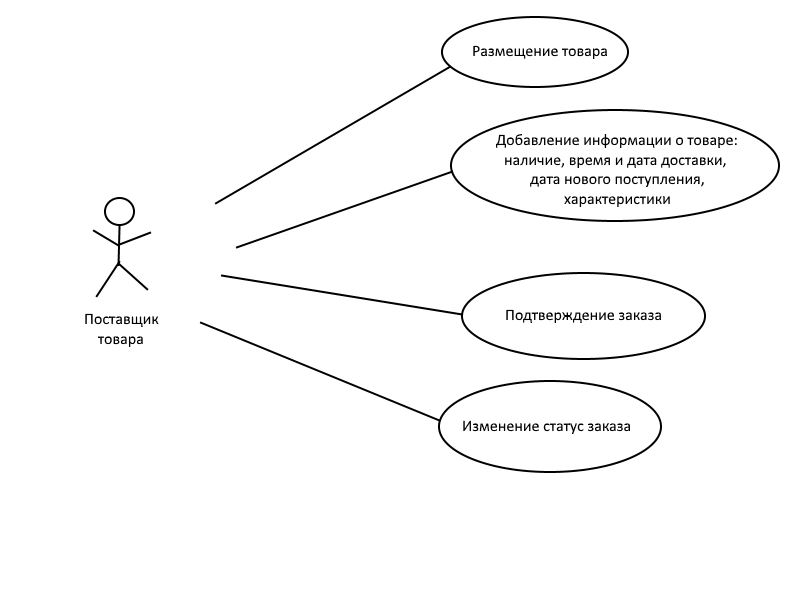 Размещение товара
Добавление информации о товаре:
наличие, время и дата доставки,
дата нового поступления,
характеристики
Поставщик
товара
Подтверждение заказа
Изменение статус заказа